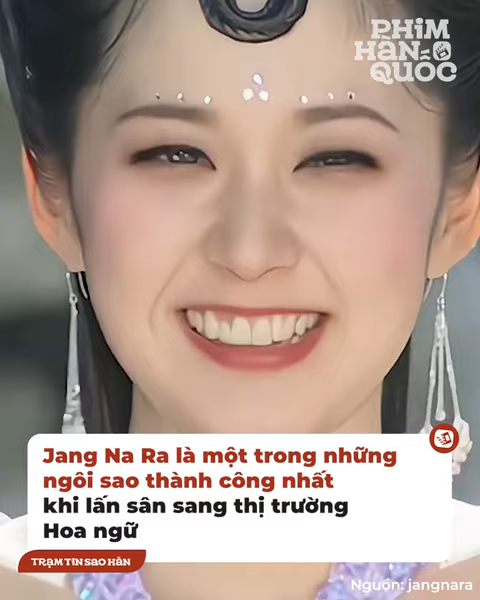 PHiM
HÀN
QUỐC
Jang Na Ra là một trong những
ngôi sao thành công nhất
khi lấn sân sang thị trường
Hoa ngữ
TRẠM TIN SAO HÀN
Nguồn: jangnara